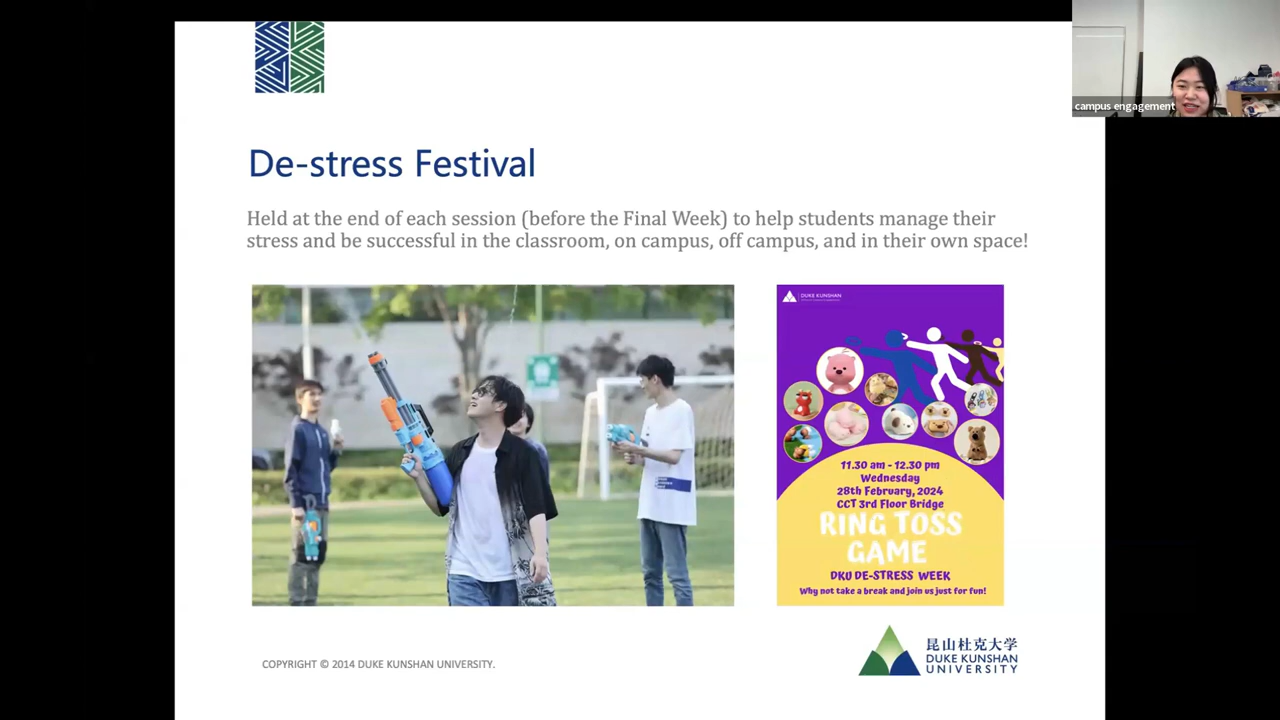 campus engagement
De-stress Festival
Held at the end of each session (before the Final Week) to help students manage their
stress and be successful in the classroom, on campus, off campus, and in their own space!
DUKE KUNSHAN
11.30 am - 12.30 pm
Wednesday
28th February, 2024
CCT 3rd Floor Bridge
RING TOSS
GAME
DKU DE-STRESS WEEK
Why not take a break and join us just for fun!
COPYRIGHT © 2014 DUKE KUNSHAN UNIVERSITY.
昆山杜克大学
DUKE KUNSHAN
UNIVERSITY